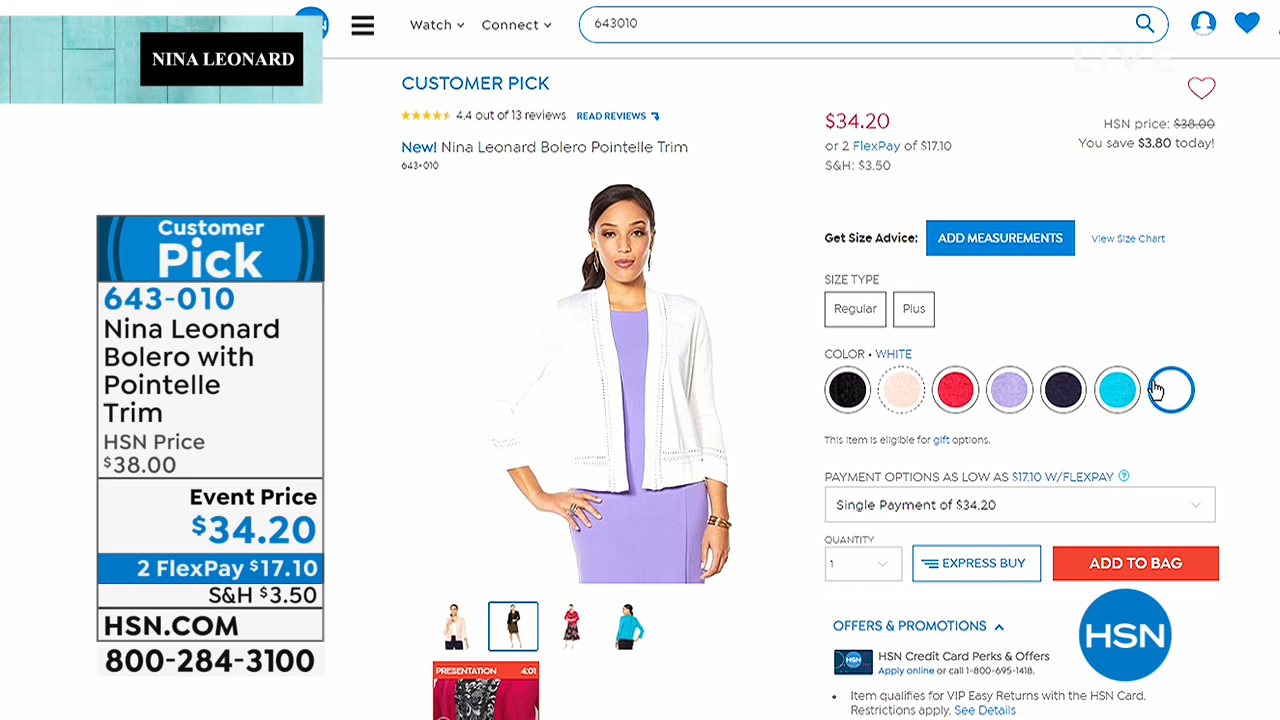 NINA LEONARD
Customer
Pick
643-010
Nina Leonard
Bolero with
Pointelle
Trim
HSN Price
$38.00
Event Price
$34.20
2 FlexPay $17.10
S&H $3.50
HSN.COM
800-284-3100
Watch
Connect
643010
LIVE
CUSTOMER PICK
4.4 out of 13 reviews READ REVIEWS
New! Nina Leonard Bolero Pointelle Trim
643-010
PRESENTATION 4:01
$34.20
HSN price: $38.00
or 2 FlexPay of $17.10
You save $3.80 today!
S&H: $3.50
Get Size Advice: ADD MEASUREMENTS View Size Chart
SIZE TYPE
Regular Plus
COLOR • WHITE
This item is eligible for gift options.
PAYMENT OPTIONS AS LOW AS $17.10 W/FLEXPAY ?
Single Payment of $34.20
QUANTITY
1
EXPRESS BUY
ADD TO BAG
OFFERS & PROMOTIONS
HSN
HSN Credit Card Perks & Offers
Apply online or call 1-800-695-1418.
• Item qualifies for VIP Easy Returns with the HSN Card.
Restrictions apply. See Details
HSN